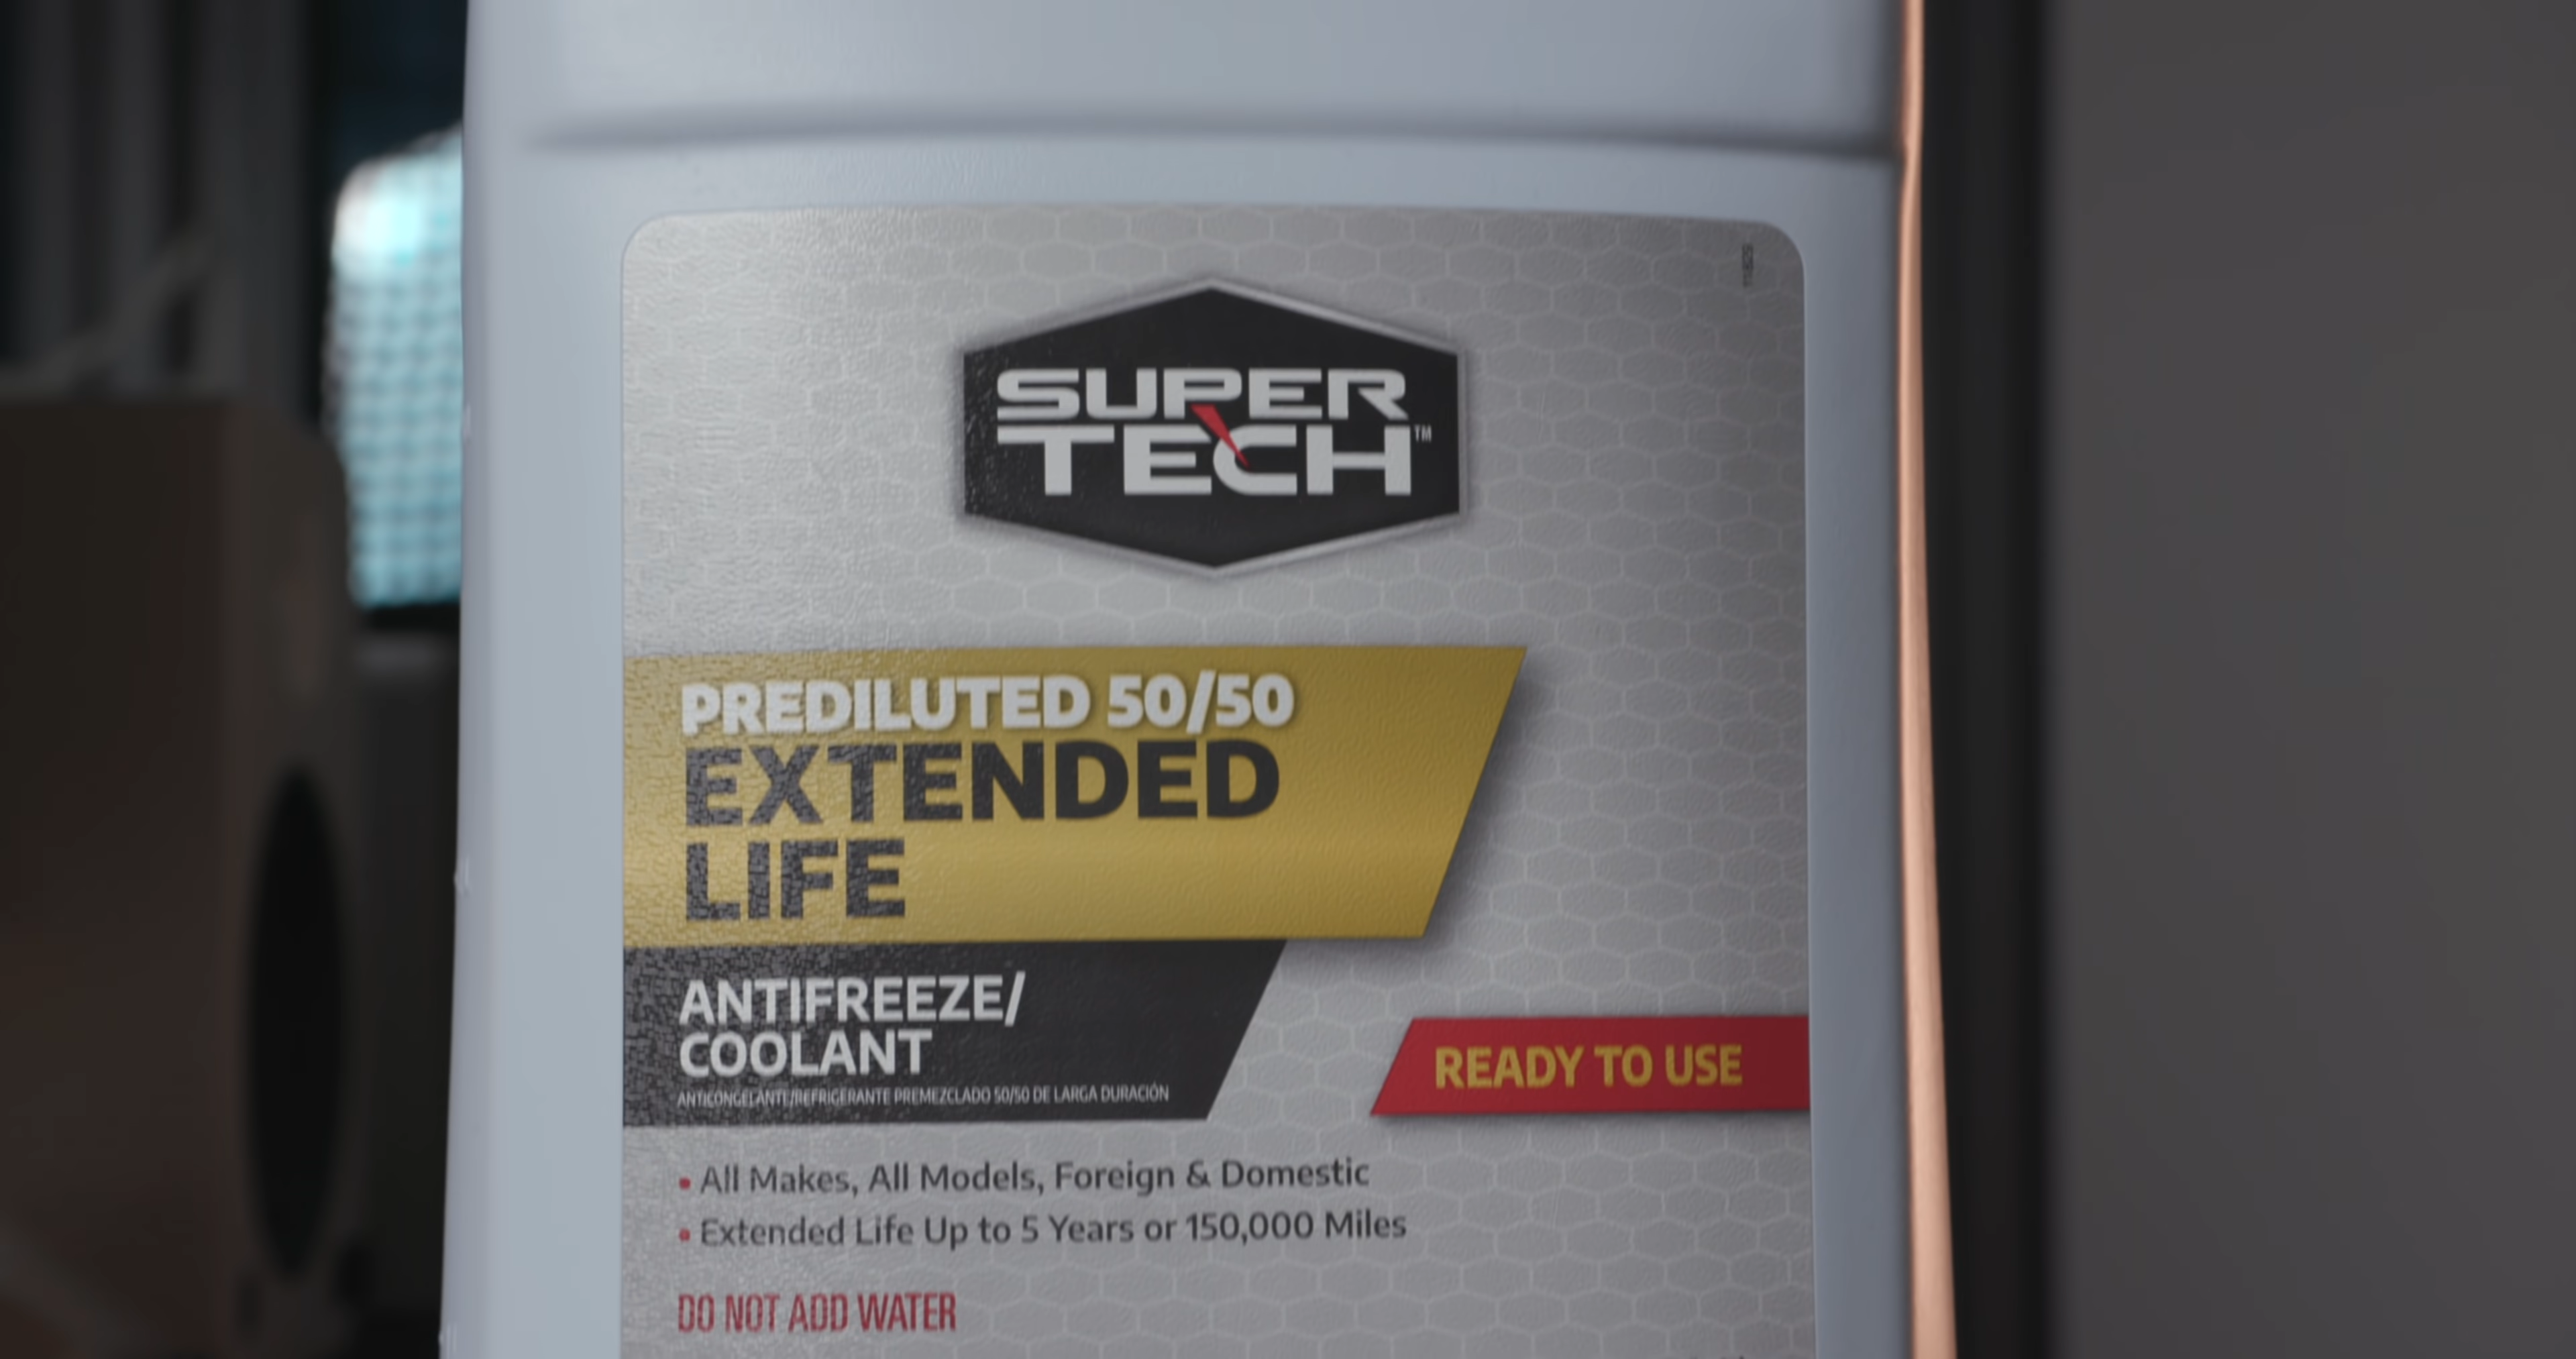 SUPER
TECH™
PREDILUTED 50/50
EXTENDED
LIFE
ANTIFREEZE/
COOLANT
ANTICONGELANTE/REFRIGERANTE PREMEZCLADO 50/50 DE LARGA DURACIÓN
READY TO USE
• All Makes, All Models, Foreign & Domestic
• Extended Life Up to 5 Years or 150,000 Miles
DO NOT ADD WATER